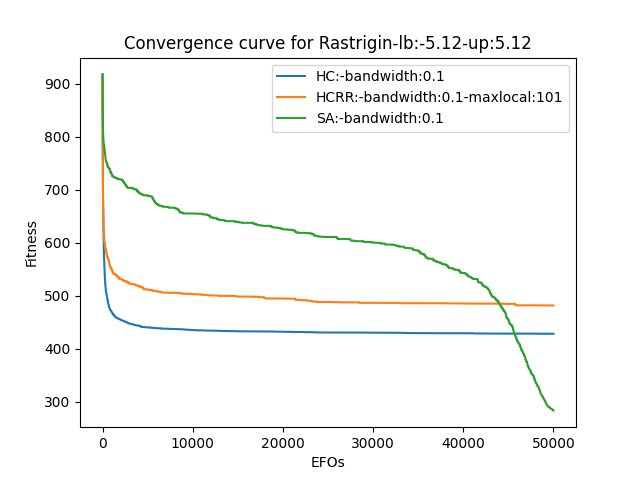 Convergence curve for Rastrigin-lb:-5.12-up:5.12
HC:-bandwidth:0.1
HCRR:-bandwidth:0.1-maxlocal:101
SA:-bandwidth:0.1
Fitness
900
800
700
600
500
400
300
0 10000 20000 30000 40000 50000
EFOs